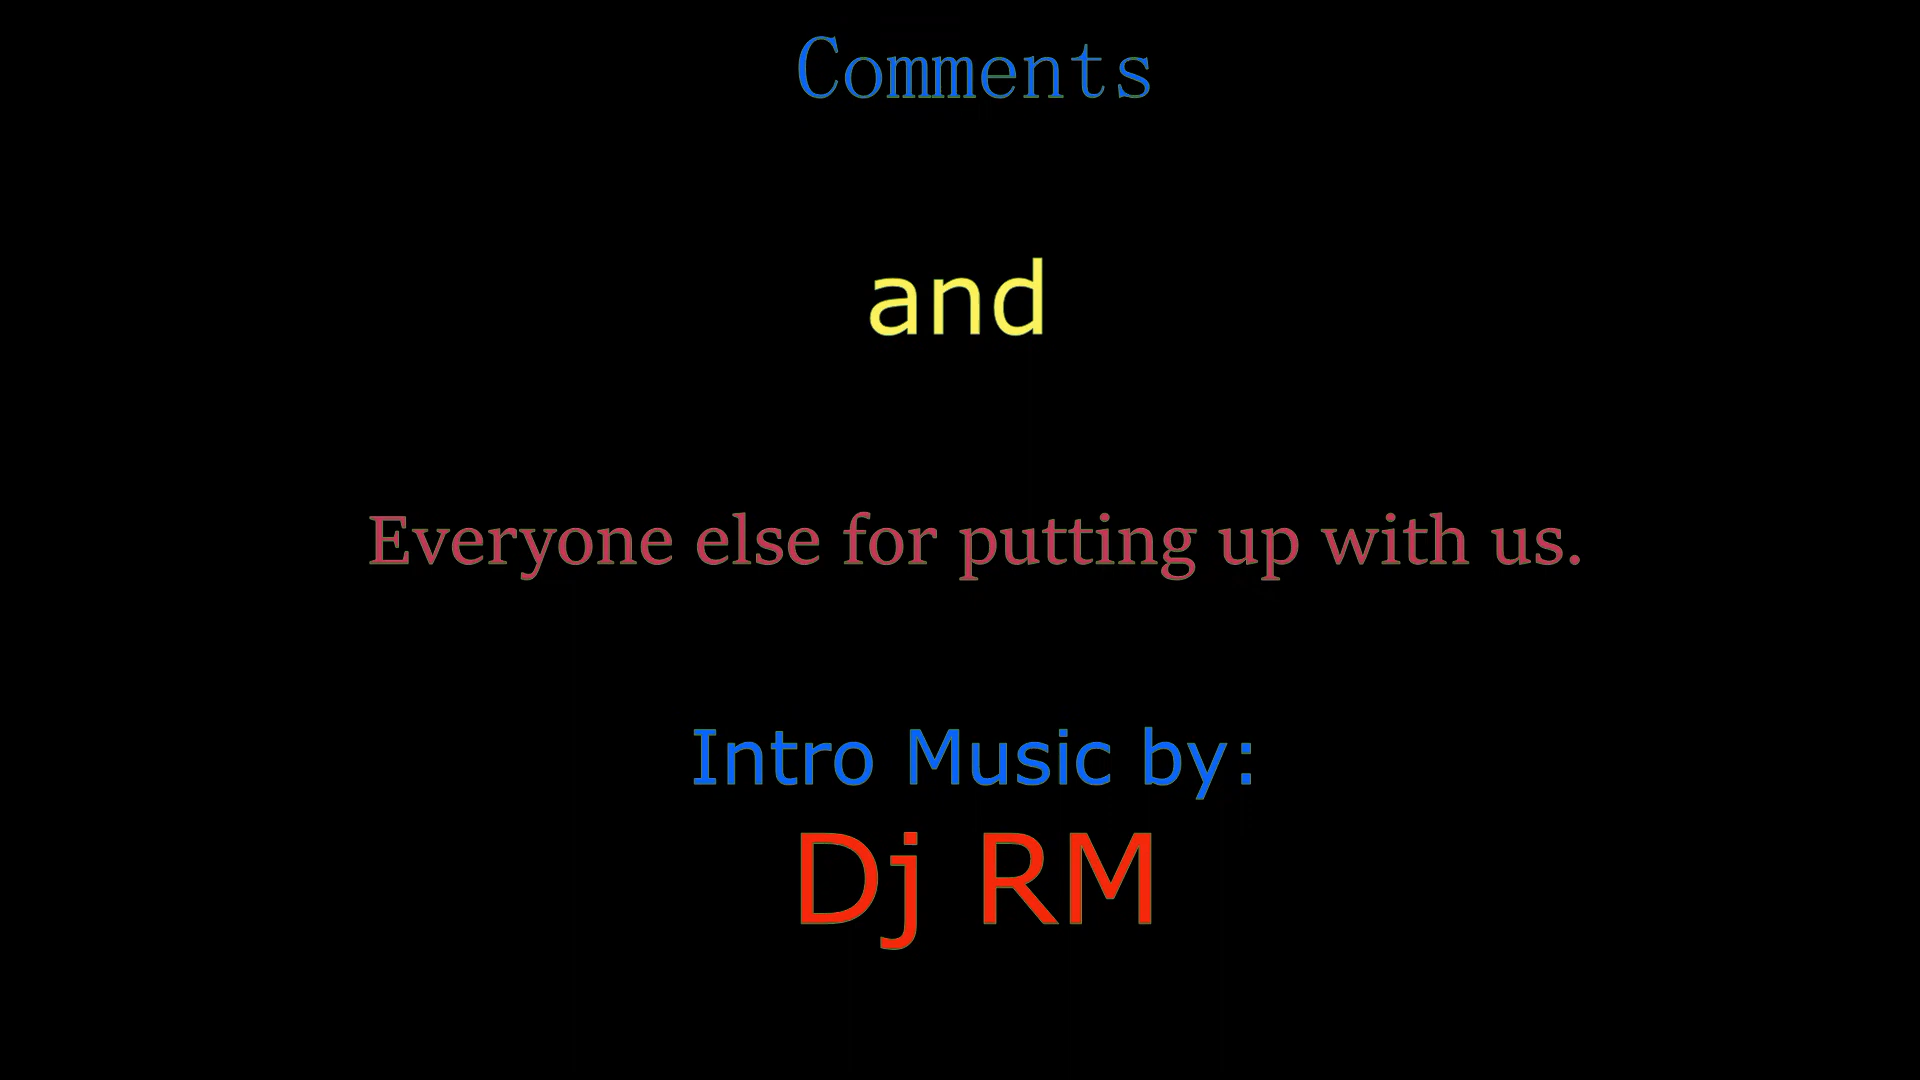 Comments
and
Everyone else for putting up with us.
Intro Music by:
Dj RM